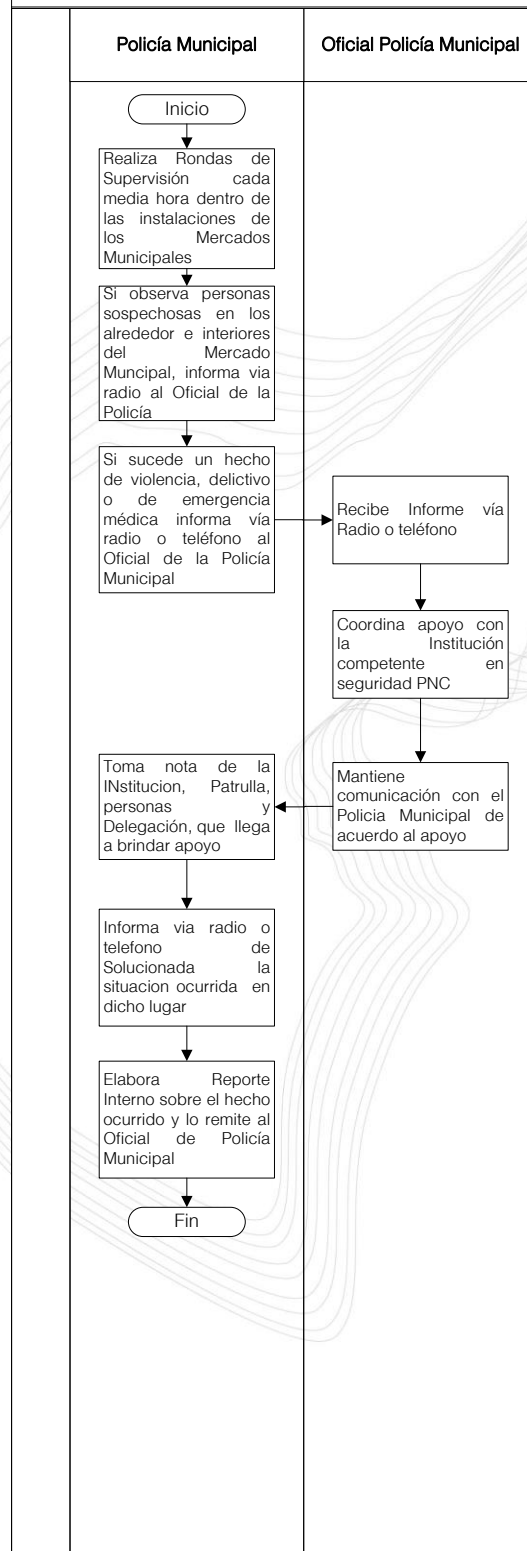 Policía Municipal
Oficial Policía Municipal
Inicio
Realiza Rondas de
Supervisión cada
media hora dentro de
las instalaciones de
los Mercados
Municipales
Si observa personas
sospechosas en los
alrededor e interiores
del Mercado
Muncipal, informa via
radio al Oficial de la
Policía
Si sucede un hecho
de violencia, delictivo
o de emergencia
médica informa vía
radio o teléfono al
Oficial de la Policía
Municipal
Recibe Informe vía
Radio o teléfono
Coordina apoyo con
la Institución
competente en
seguridad PNC
Mantiene
comunicación con el
Policia Municipal de
acuerdo al apoyo
Toma nota de la
INstitucion, Patrulla,
personas y
Delegación, que llega
a brindar apoyo
Informa via radio o
telefono de
Solucionada la
situacion ocurrida en
dicho lugar
Elabora Reporte
Interno sobre el hecho
ocurrido y lo remite al
Oficial de Policía
Municipal
Fin